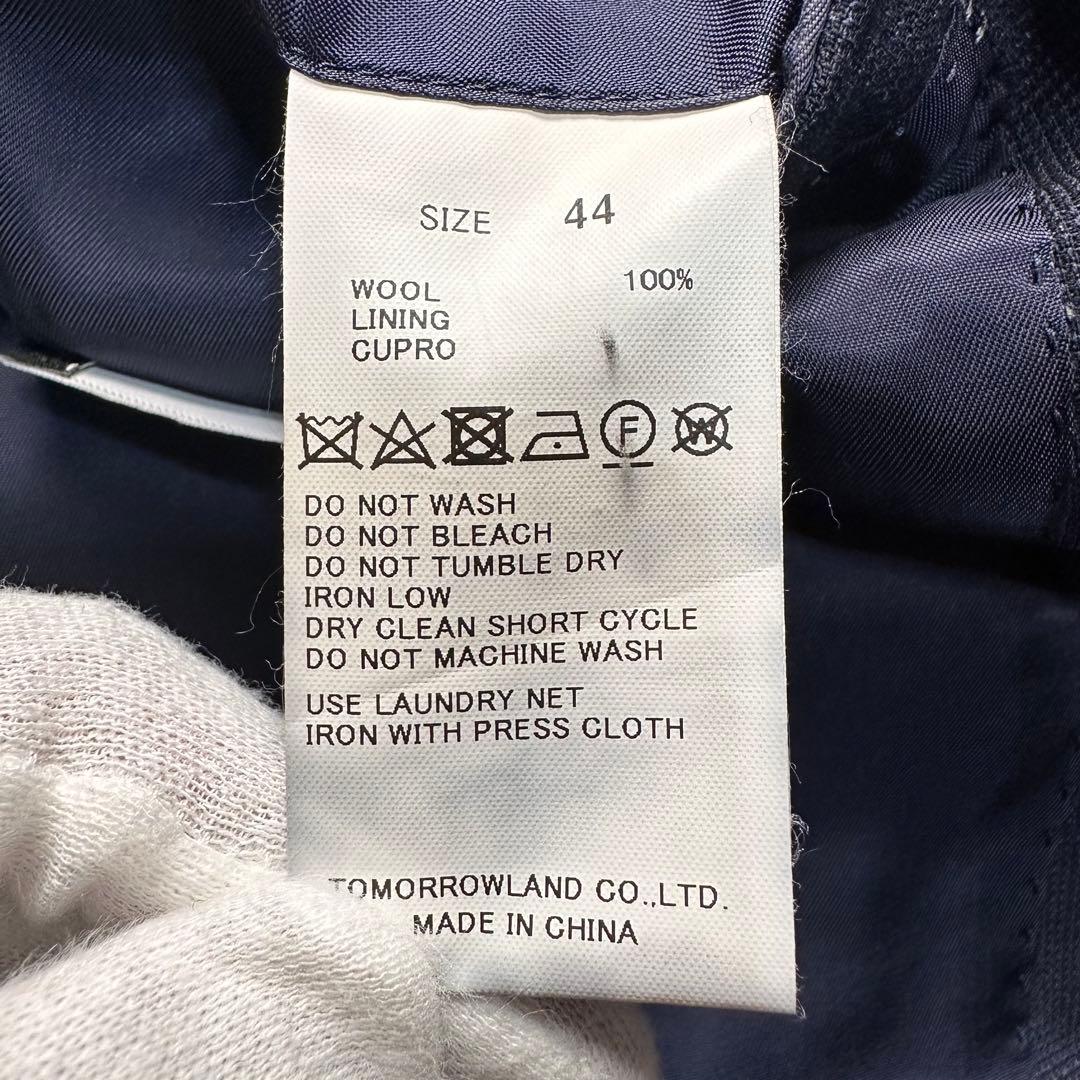 SIZE 44
WOOL 100%
LINING
CUPRO
F W
DO NOT WASH
DO NOT BLEACH
DO NOT TUMBLE DRY
IRON LOW
DRY CLEAN SHORT CYCLE
DO NOT MACHINE WASH
USE LAUNDRY NET
IRON WITH PRESS CLOTH
TOMORROWLAND CO.,LTD.
MADE IN CHINA